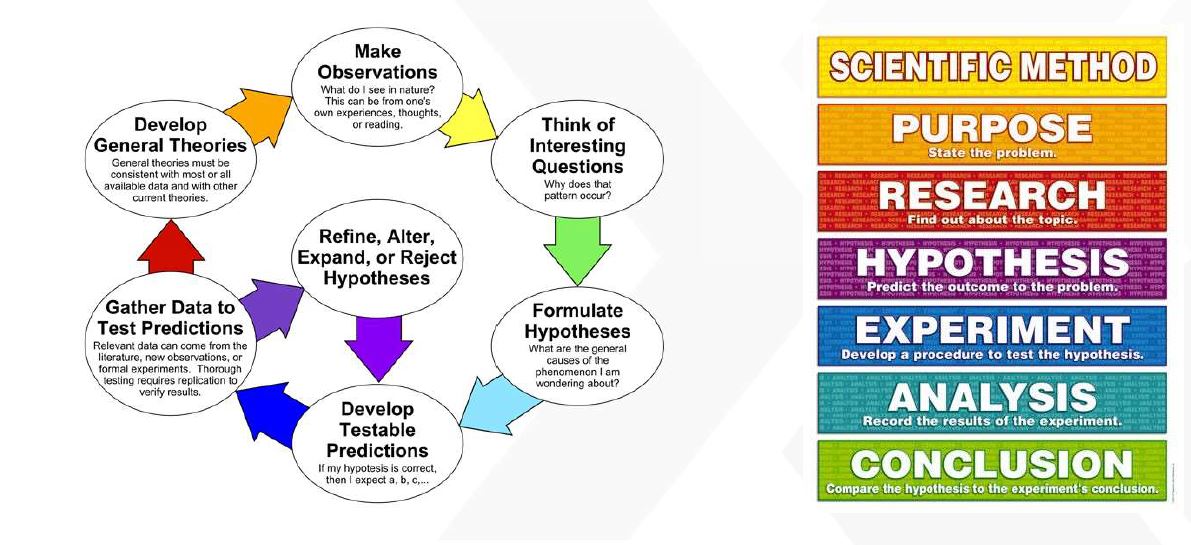 Make
Observations
What do I see in nature?
This can be from one's
own experiences, thoughts,
or reading.
Think of
Interesting
Questions
Why does that
pattern occur?
Formulate
Hypotheses
What are the general
causes of the
phenomenon I am
wondering about?
Develop
Testable
Predictions
If my hypotesis is correct,
then I expect a, b, c,...
Gather Data to
Test Predictions
Relevant data can come from the
literature, new observations, or
formal experiments. Thorough
testing requires replication to
verify results.
Refine, Alter,
Expand, or Reject
Hypotheses
Develop
General Theories
General theories must be
consistent with most or all
available data and with other
current theories.
SCIENTIFIC METHOD
PURPOSE
State the problem.
RESEARCH
Find out about the topic.
HYPOTHESIS
Predict the outcome to the problem.
EXPERIMENT
Develop a procedure to test the hypothesis.
ANALYSIS
Record the results of the experiment.
CONCLUSION
Compare the hypothesis to the experiment's conclusion.